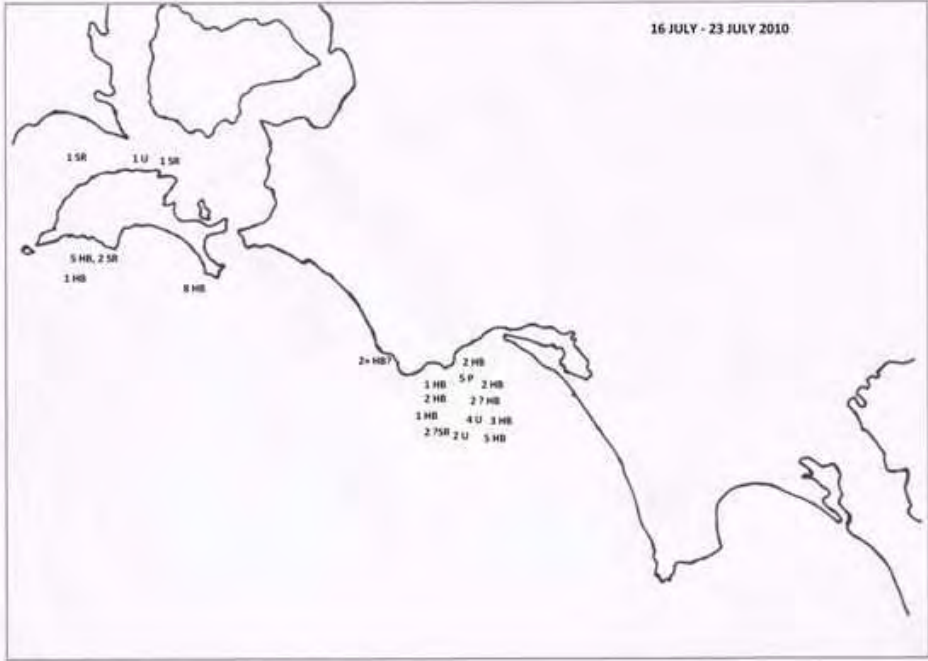 16 JULY - 23 JULY 2010
1 SR
1 U
1 SR
5 HB, 2 SR
1 HB
8 HB
2+ HB?
2 HB
5 P
1 HB
2 HB
2 HB
2 ? HB
1 HB
4 U
3 HB
2 ?SR
2 U
5 HB